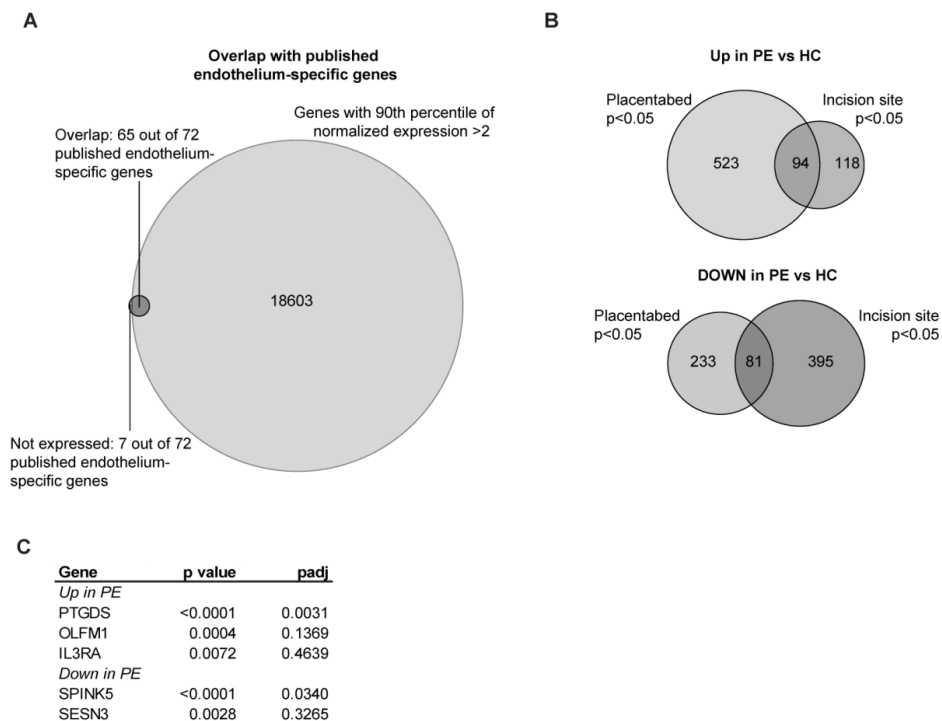 A
Overlap with published
endothelium-specific genes
Genes with 90th percentile of
normalized expression >2
Overlap: 65 out of 72
published endothelium-
specific genes
18603
Not expressed: 7 out of 72
published endothelium-
specific genes
B
Up in PE vs HC
Placentabed
p<0.05
Incision site
p<0.05
523
94
118
DOWN in PE vs HC
Placentabed
p<0.05
Incision site
p<0.05
233
81
395
C
Gene p value padj
Up in PE
PTGDS <0.0001 0.0031
OLFM1 0.0004 0.1369
IL3RA 0.0072 0.4639
Down in PE
SPINK5 <0.0001 0.0340
SESN3 0.0028 0.3265